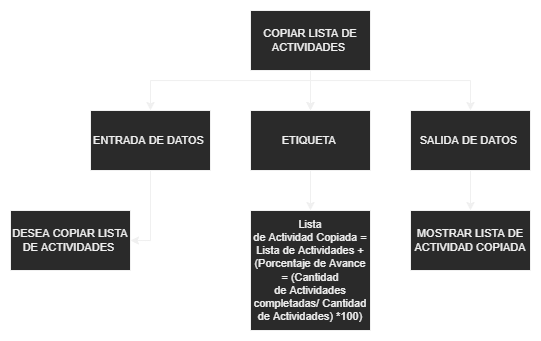 COPIAR LISTA DE
ACTIVIDADES
ENTRADA DE DATOS
ETIQUETA
SALIDA DE DATOS
DESEA COPIAR LISTA
DE ACTIVIDADES
Lista
de Actividad Copiada =
Lista de Actividades +
(Porcentaje de Avance
= (Cantidad
de Actividades
completadas/ Cantidad
de Actividades) *100)
MOSTRAR LISTA DE
ACTIVIDAD COPIADA